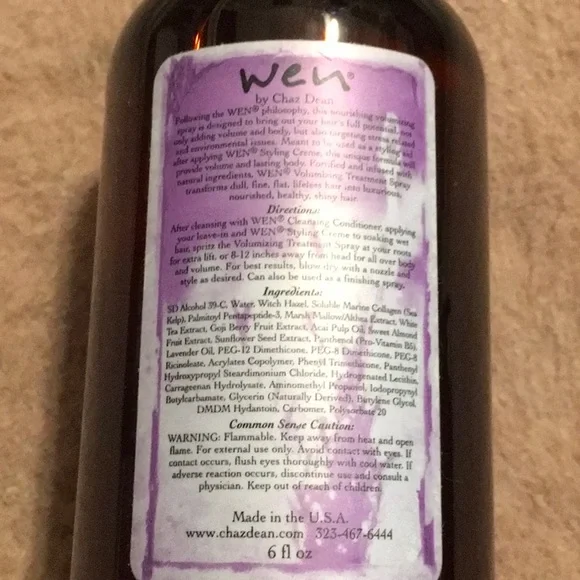 wen®
by Chaz Dean
Following the WEN® philosophy, this nourishing volumizing
spray is designed to bring out your hair's full potential, not
only adding volume and body, but also targeting stress related
and environmental issues. Meant to be used as a styling aid
after applying WEN® Styling Creme, this unique formula will
provide volume and lasting body. Fortified and infused with
natural ingredients, WEN® Volumizing Treatment Spray
transforms dull, fine, flat, lifeless hair into luxurious,
nourished, healthy, shiny hair.
Directions:
After cleansing with WEN® Cleansing Conditioner, applying
your leave-in and WEN® Styling Creme to soaking wet
hair, spritz the Volumizing Treatment Spray at your roots
for extra lift, or 8-12 inches away from head for all over body
and volume. For best results, blow dry with a nozzle and
style as desired. Can also be used as a finishing spray.
Ingredients:
SD Alcohol 39-C, Water, Witch Hazel, Soluble Marine Collagen (Sea
Kelp), Palmitoyl Pentapeptide-3, Marsh Mallow/Althea Extract, White
Tea Extract, Goji Berry Fruit Extract, Acai Pulp Oil, Sweet Almond
Fruit Extract, Sunflower Seed Extract, Panthenol (Pro-Vitamin B5),
Lavender Oil, PEG-12 Dimethicone, PEG-8 Dimethicone, PEG-8
Ricinoleate, Acrylates Copolymer, Phenyl Trimethicone, Panthenyl
Hydroxypropyl Steardimonium Chloride, Hydrogenated Lecithin,
Carrageenan Hydrolysate, Aminomethyl Propanol, Iodopropynyl
Butylcarbamate, Glycerin (Naturally Derived), Butylene Glycol,
DMDM Hydantoin, Carbomer, Polysorbate 20
Common Sense Caution:
WARNING: Flammable. Keep away from heat and open
flame. For external use only. Avoid contact with eyes. If
contact occurs, flush eyes thoroughly with cool water. If
adverse reaction occurs, discontinue use and consult a
physician. Keep out of reach of children.
Made in the U.S.A.
www.chazdean.com 323-467-6444
6 fl oz